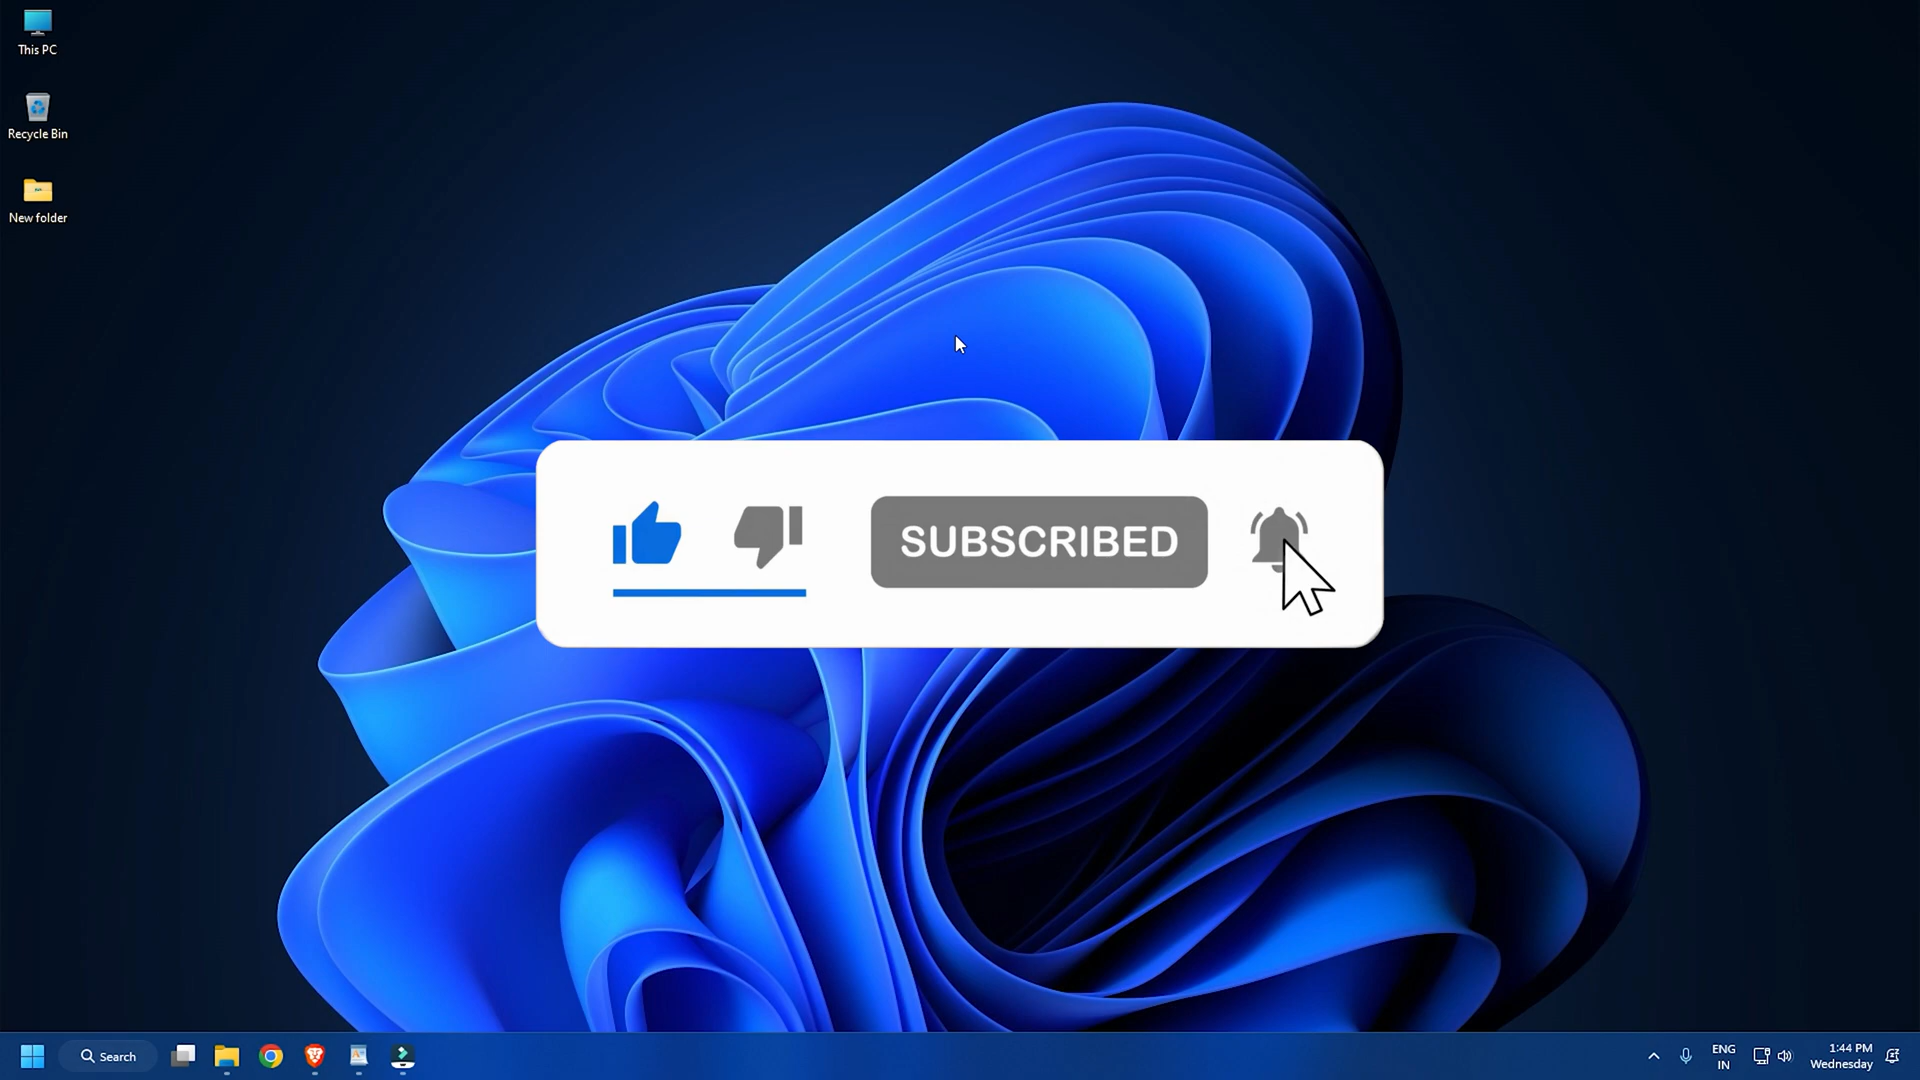 This PC
Recycle Bin
New folder
SUBSCRIBED
Search
ENG
IN
1:44 PM
Wednesday